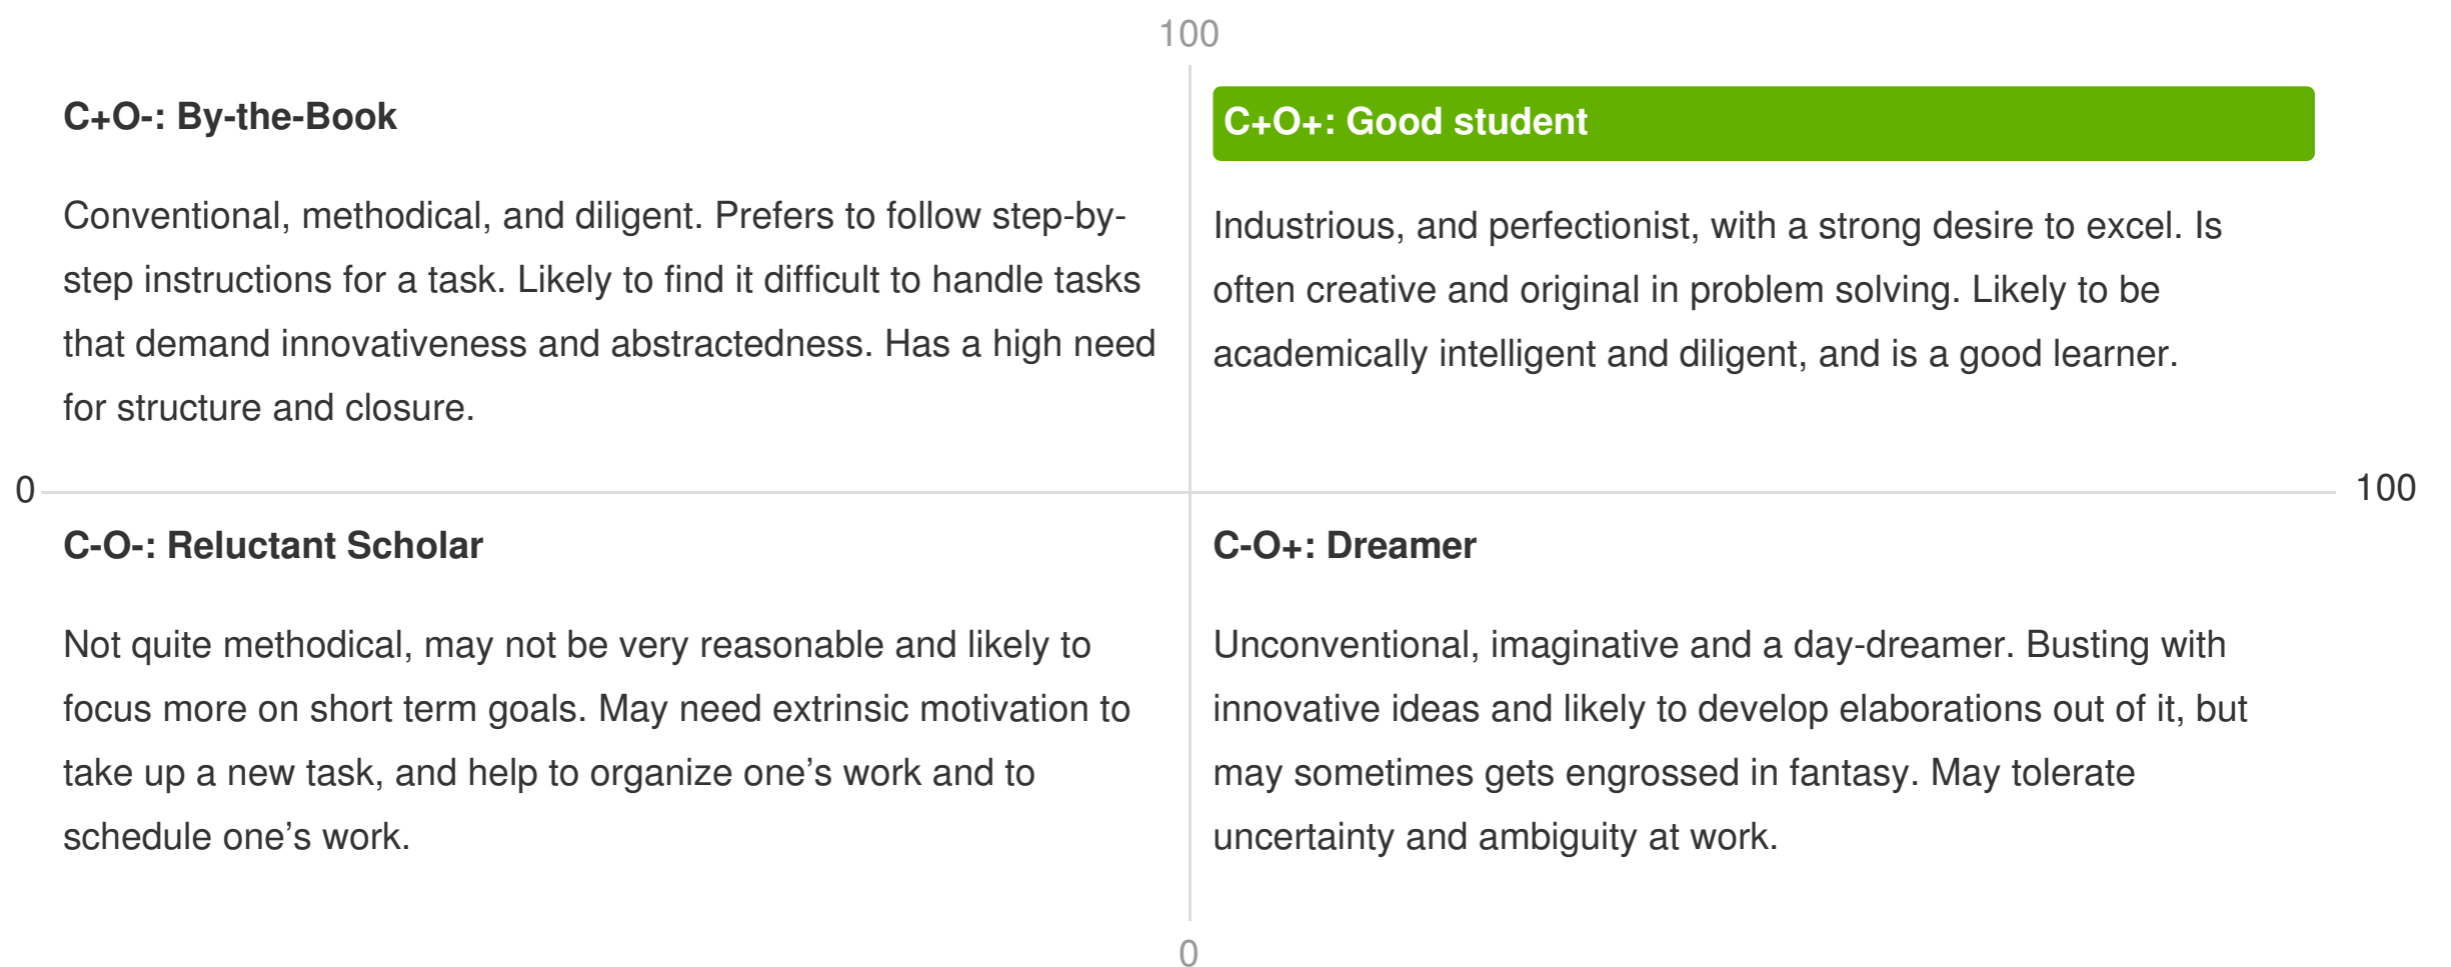 100
C+O-: By-the-Book
Conventional, methodical, and diligent. Prefers to follow step-by-
step instructions for a task. Likely to find it difficult to handle tasks
that demand innovativeness and abstractedness. Has a high need
for structure and closure.
C+O+: Good student
Industrious, and perfectionist, with a strong desire to excel. Is
often creative and original in problem solving. Likely to be
academically intelligent and diligent, and is a good learner.
0
100
C-O-: Reluctant Scholar
Not quite methodical, may not be very reasonable and likely to
focus more on short term goals. May need extrinsic motivation to
take up a new task, and help to organize one’s work and to
schedule one’s work.
C-O+: Dreamer
Unconventional, imaginative and a day-dreamer. Busting with
innovative ideas and likely to develop elaborations out of it, but
may sometimes gets engrossed in fantasy. May tolerate
uncertainty and ambiguity at work.
0